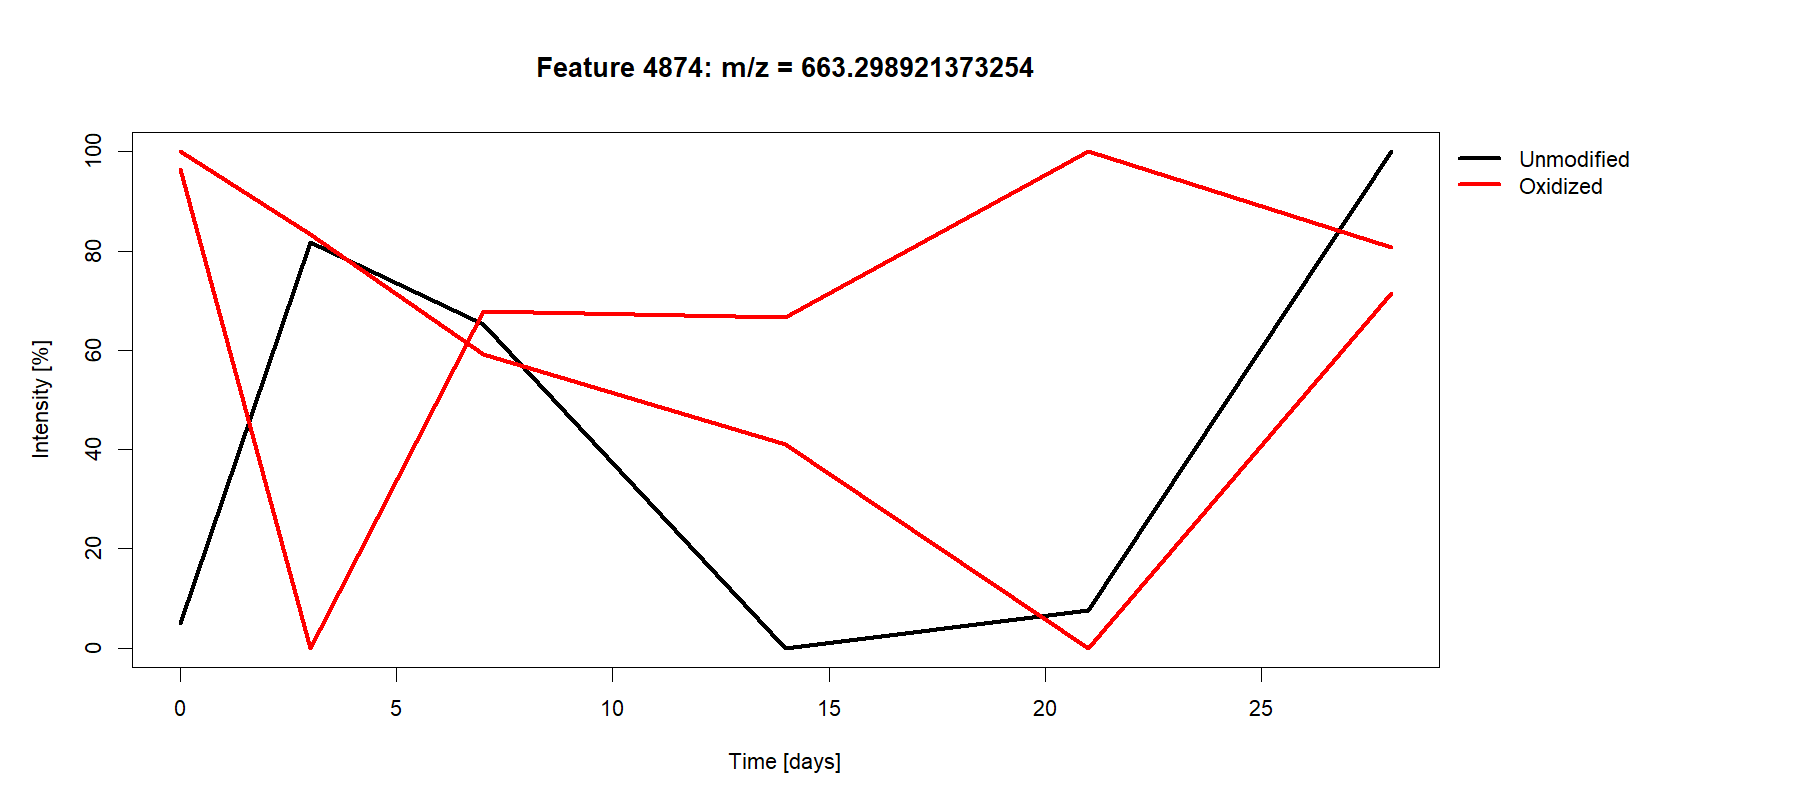 Feature 4874: m/z = 663.298921373254
Unmodified
Oxidized
Intensity [%]
100
80
60
40
20
0
0 5 10 15 20 25
Time [days]